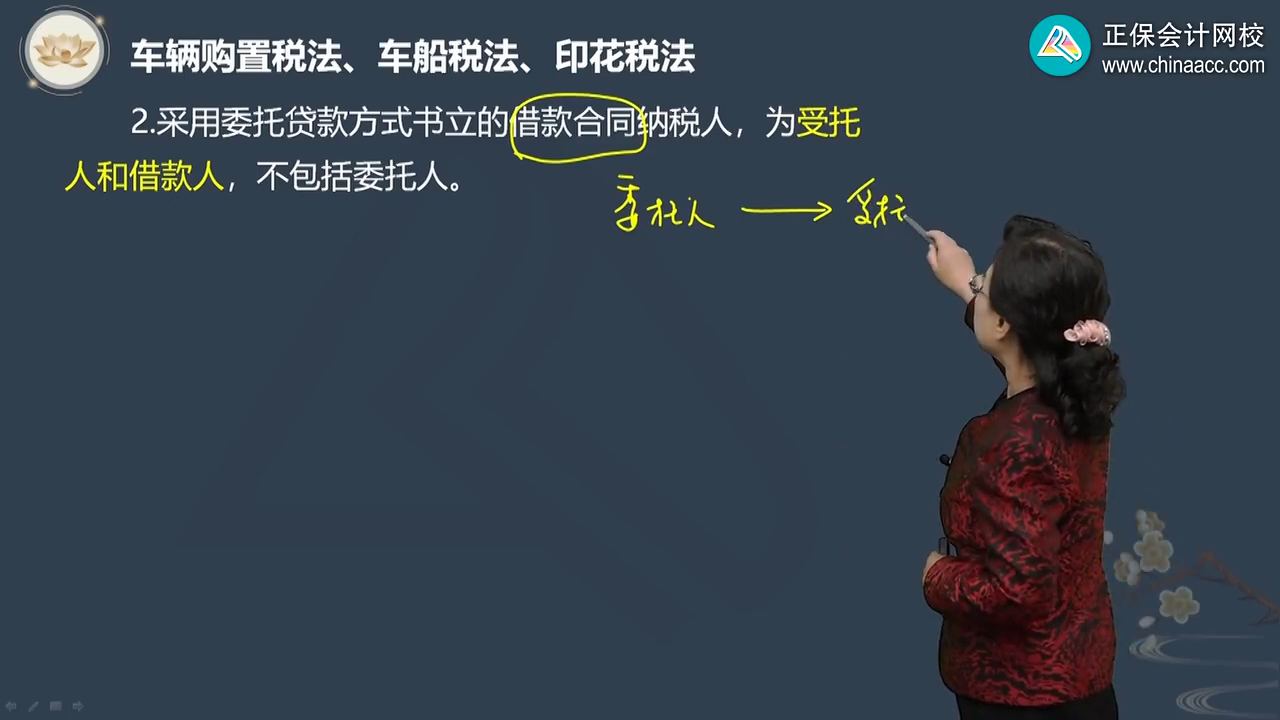 正保会计网校
www.chinaacc.com
车辆购置税法、车船税法、印花税法
2.采用委托贷款方式书立的借款合同纳税人，为受托
人和借款人，不包括委托人。
委托人 → 受托